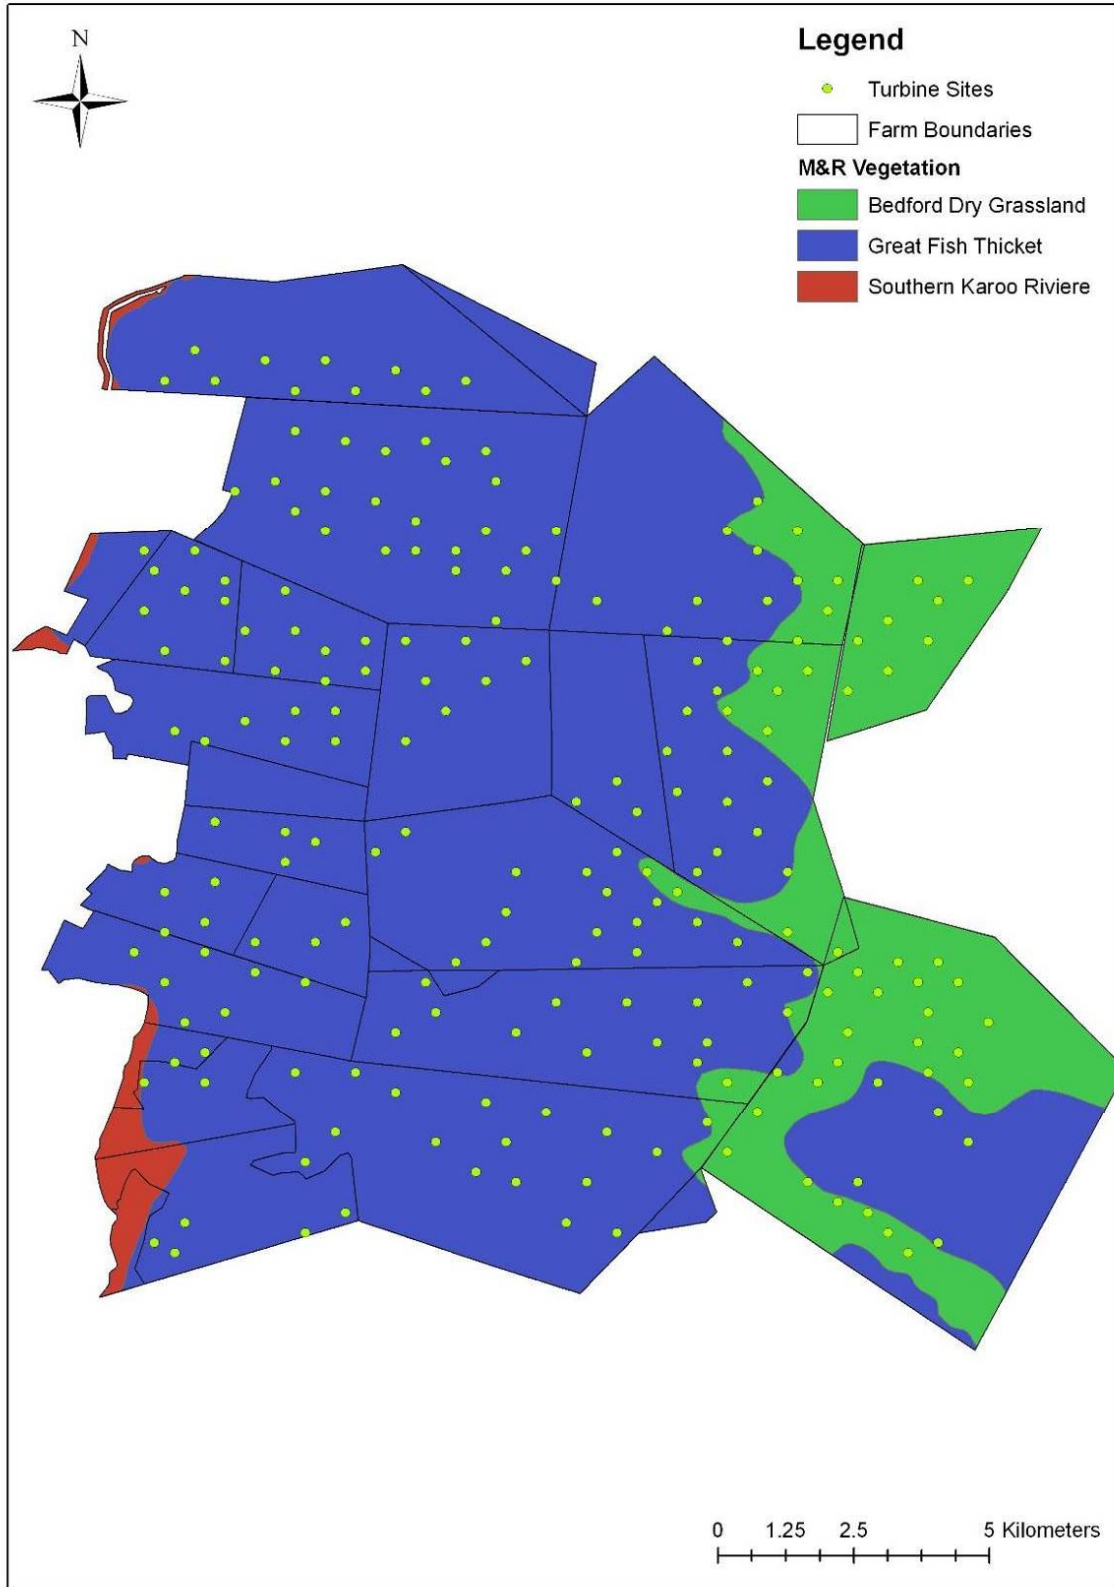 N
Legend
Turbine Sites
Farm Boundaries
M&R Vegetation
Bedford Dry Grassland
Great Fish Thicket
Southern Karoo Riviere
0 1.25 2.5 5 Kilometers